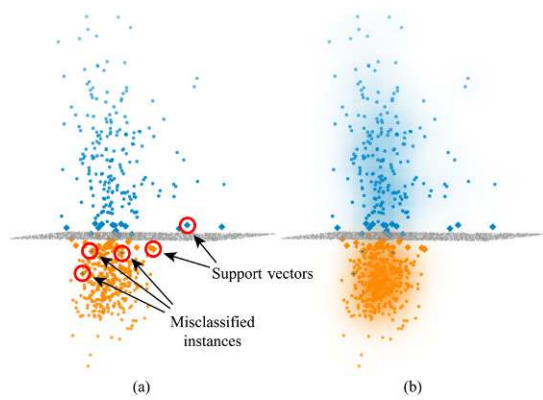 Support vectors
Misclassified
instances
(a)
(b)